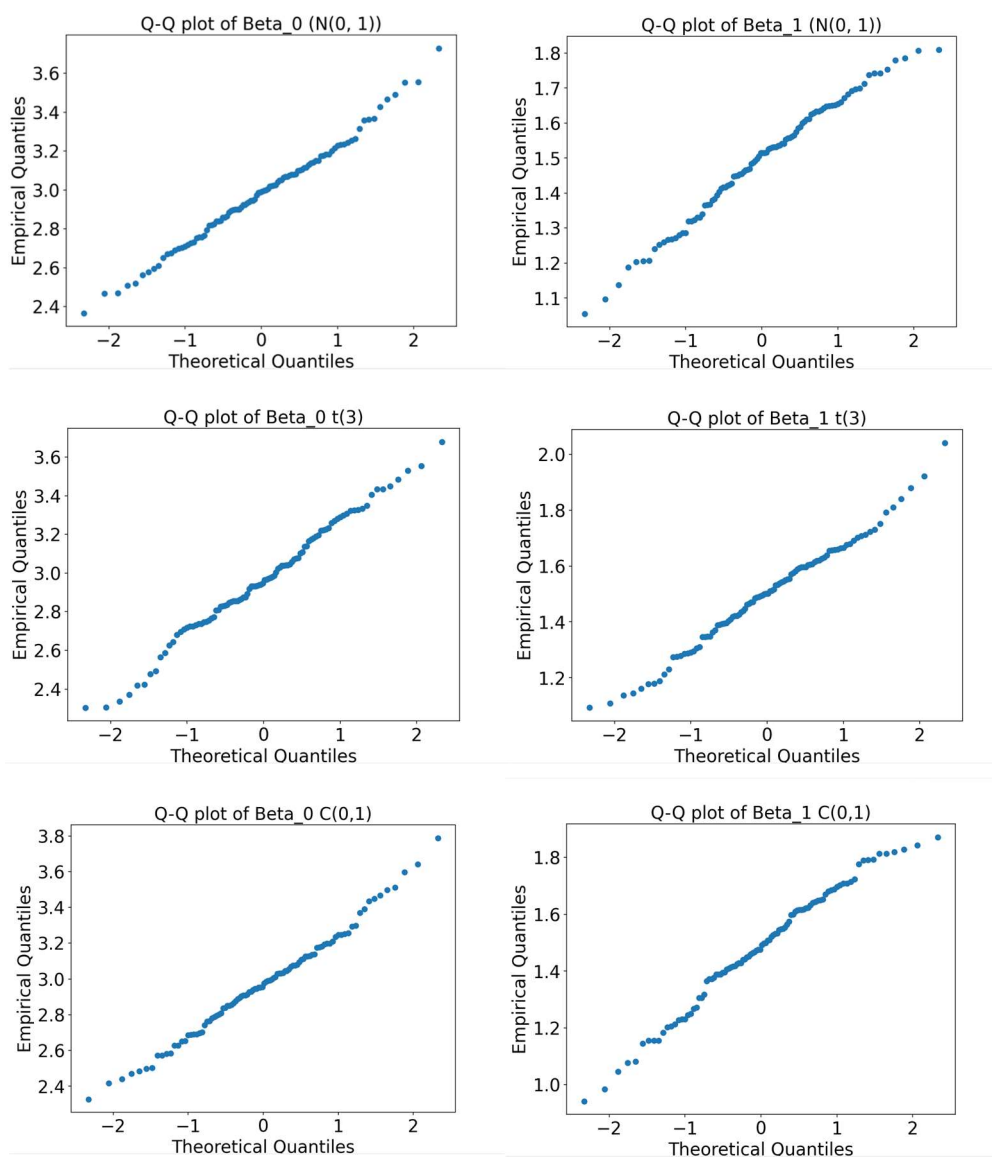 Q-Q plot of Beta_0 (N(0, 1))
3.6
3.4
3.2
3.0
2.8
2.6
2.4
Empirical Quantiles
−2 −1 0 1 2
Theoretical Quantiles
Q-Q plot of Beta_1 (N(0, 1))
1.8
1.7
1.6
1.5
1.4
1.3
1.2
1.1
Empirical Quantiles
−2 −1 0 1 2
Theoretical Quantiles
Q-Q plot of Beta_0 t(3)
3.6
3.4
3.2
3.0
2.8
2.6
2.4
Empirical Quantiles
−2 −1 0 1 2
Theoretical Quantiles
Q-Q plot of Beta_1 t(3)
2.0
1.8
1.6
1.4
1.2
Empirical Quantiles
−2 −1 0 1 2
Theoretical Quantiles
Q-Q plot of Beta_0 C(0,1)
3.8
3.6
3.4
3.2
3.0
2.8
2.6
2.4
Empirical Quantiles
−2 −1 0 1 2
Theoretical Quantiles
Q-Q plot of Beta_1 C(0,1)
1.8
1.6
1.4
1.2
1.0
Empirical Quantiles
−2 −1 0 1 2
Theoretical Quantiles